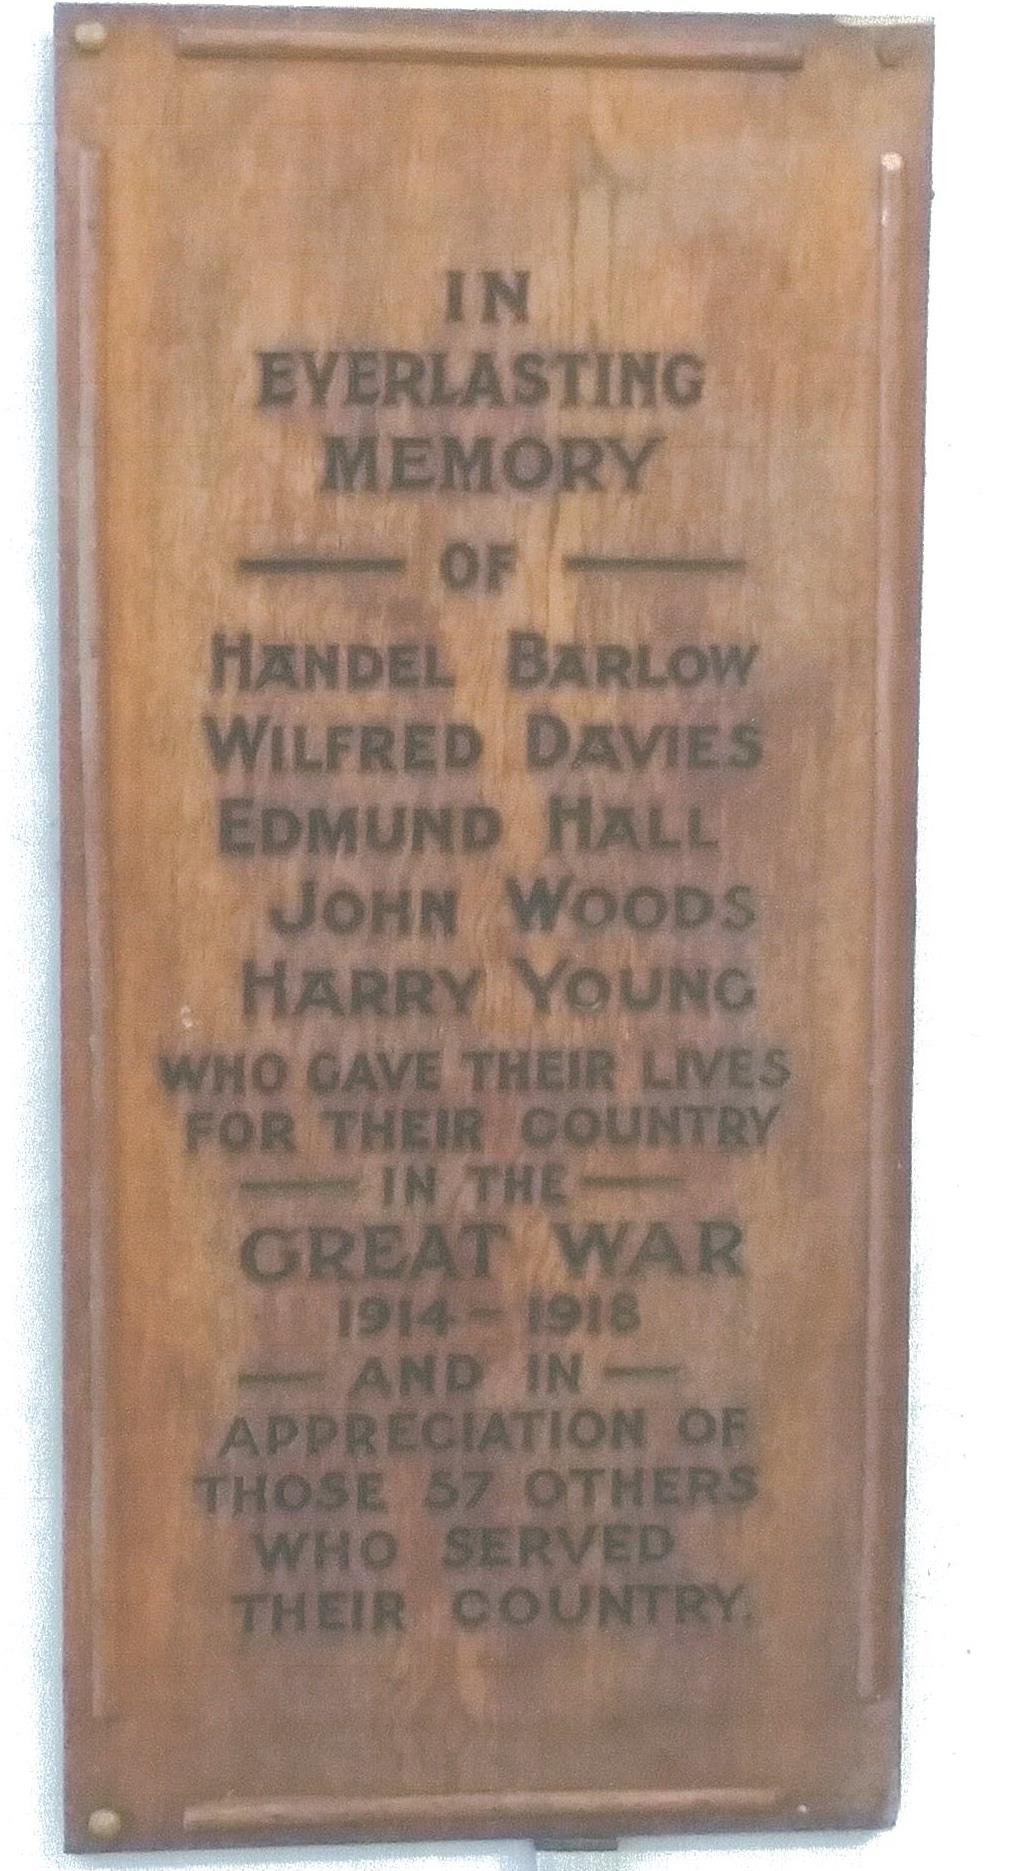 IN
EVERLASTING
MEMORY
— OF —
HANDEL BARLOW
WILFRED DAVIES
EDMUND HALL
JOHN WOODS
HARRY YOUNG
WHO GAVE THEIR LIVES
FOR THEIR COUNTRY
— IN THE —
GREAT WAR
1914 – 1918
— AND IN —
APPRECIATION OF
THOSE 57 OTHERS
WHO SERVED
THEIR COUNTRY.